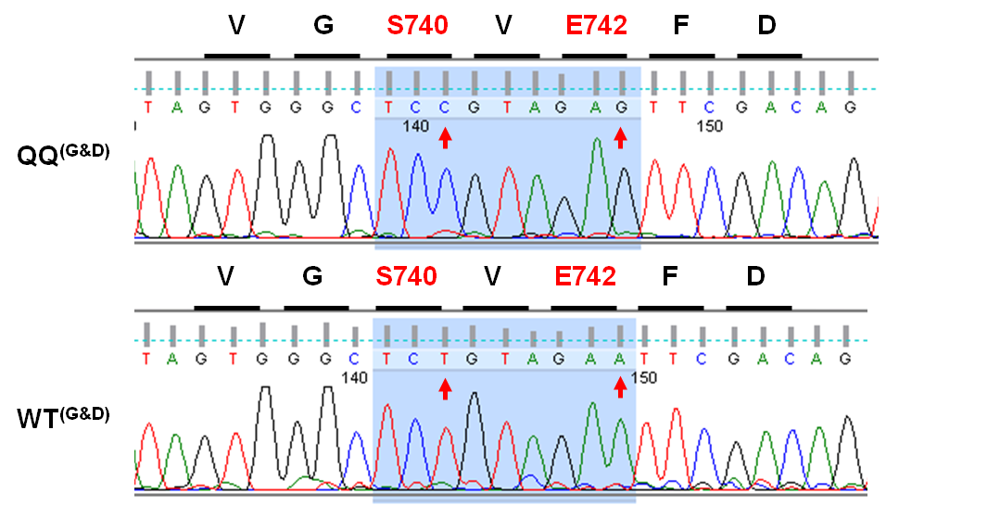 V G S740 V E742 F D
T A G T G G G C T C C G T A G A G T T C G A C A G
140 150
QQ(G&D)
V G S740 V E742 F D
T A G T G G G C T C T G T A G A A T T C G A C A G
140 150
WT(G&D)